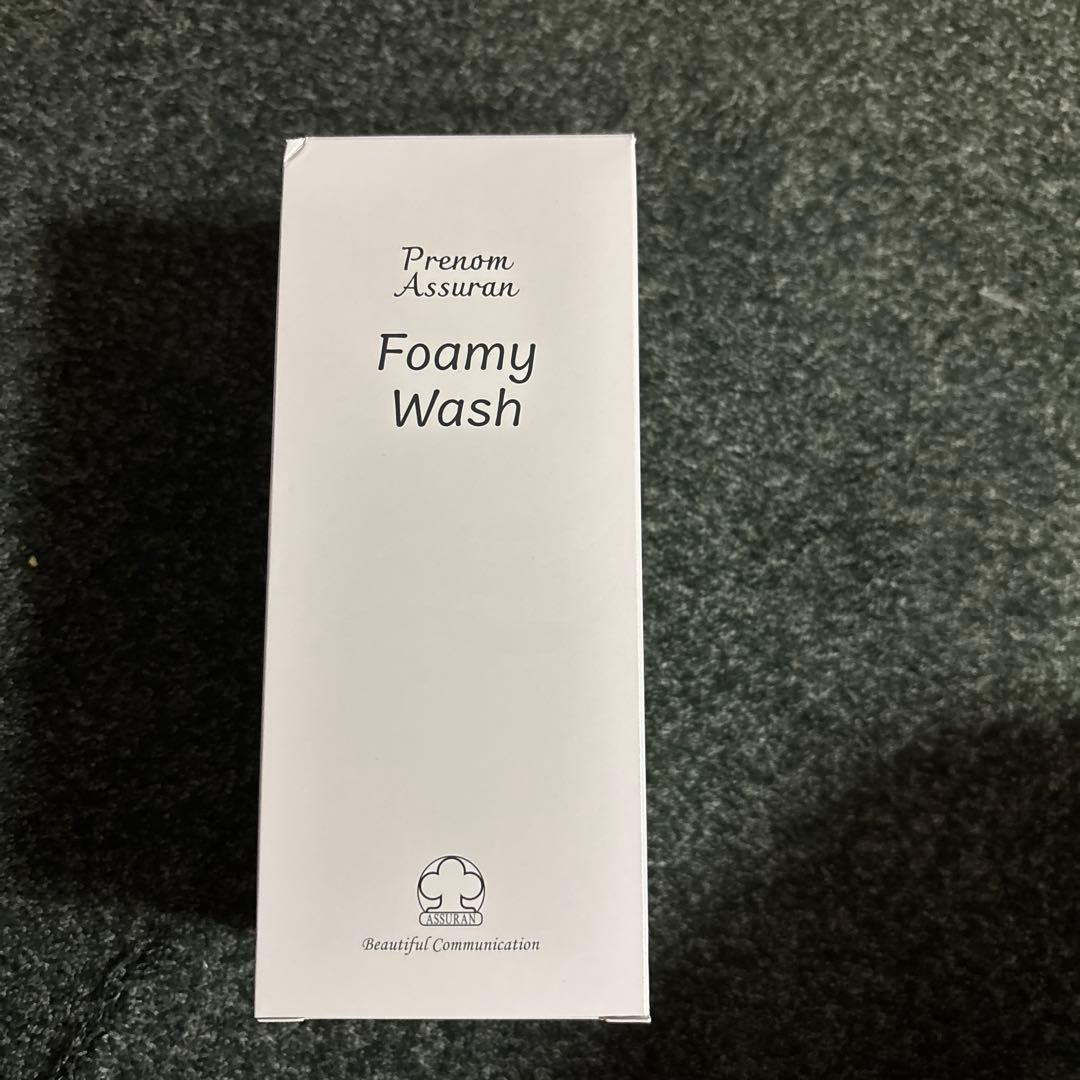 Prenom
Assuran
Foamy
Wash
ASSURAN
Beautiful Communication